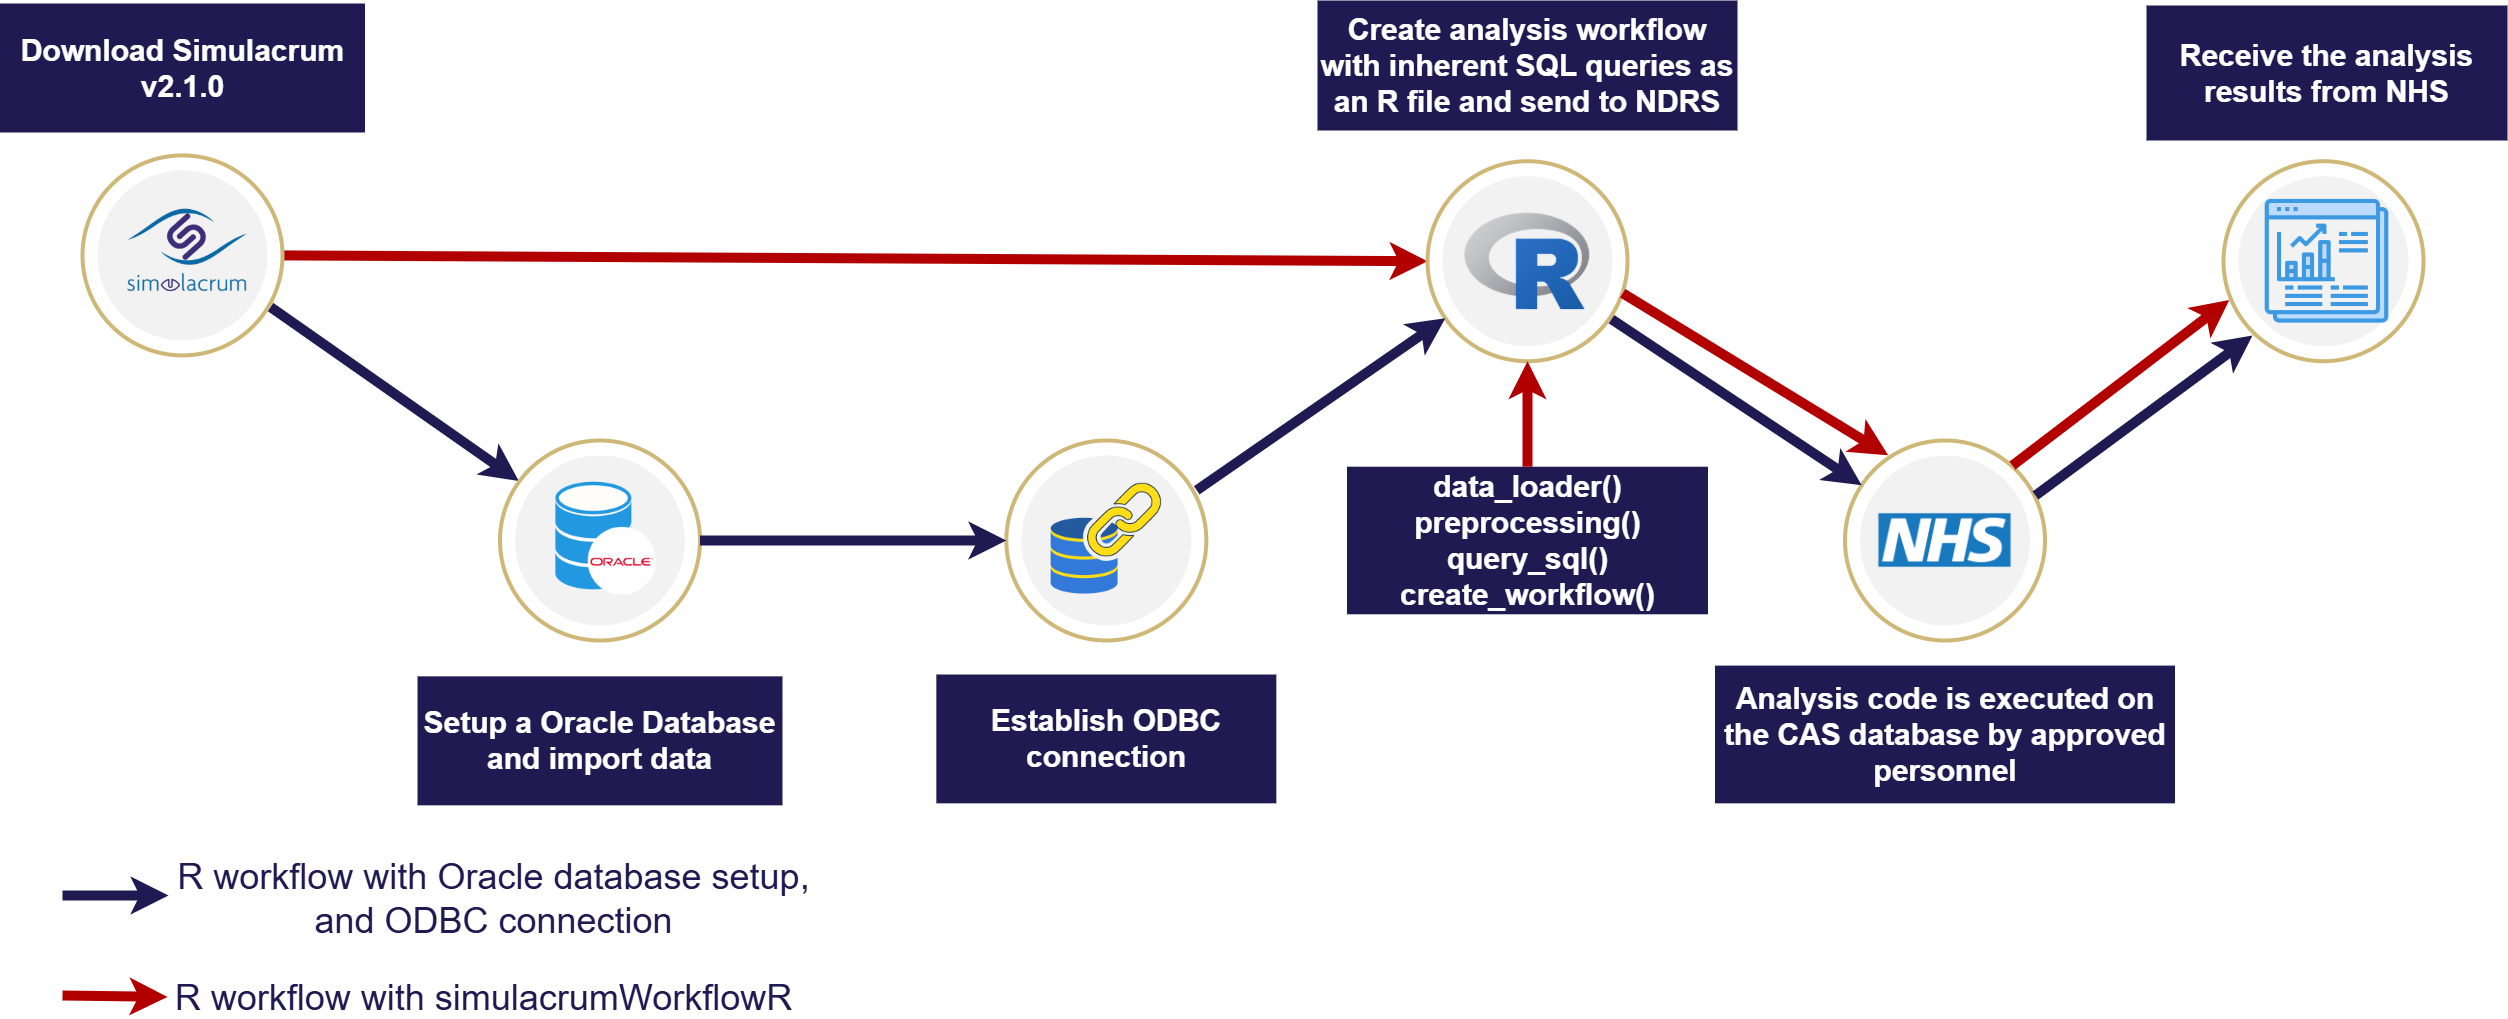 Download Simulacrum
v2.1.0
Create analysis workflow
with inherent SQL queries as
an R file and send to NDRS
Receive the analysis
results from NHS
simulacrum
R
ORACLE
data_loader()
preprocessing()
query_sql()
create_workflow()
NHS
Setup a Oracle Database
and import data
Establish ODBC
connection
Analysis code is executed on
the CAS database by approved
personnel
R workflow with Oracle database setup,
and ODBC connection
R workflow with simulacrumWorkflowR